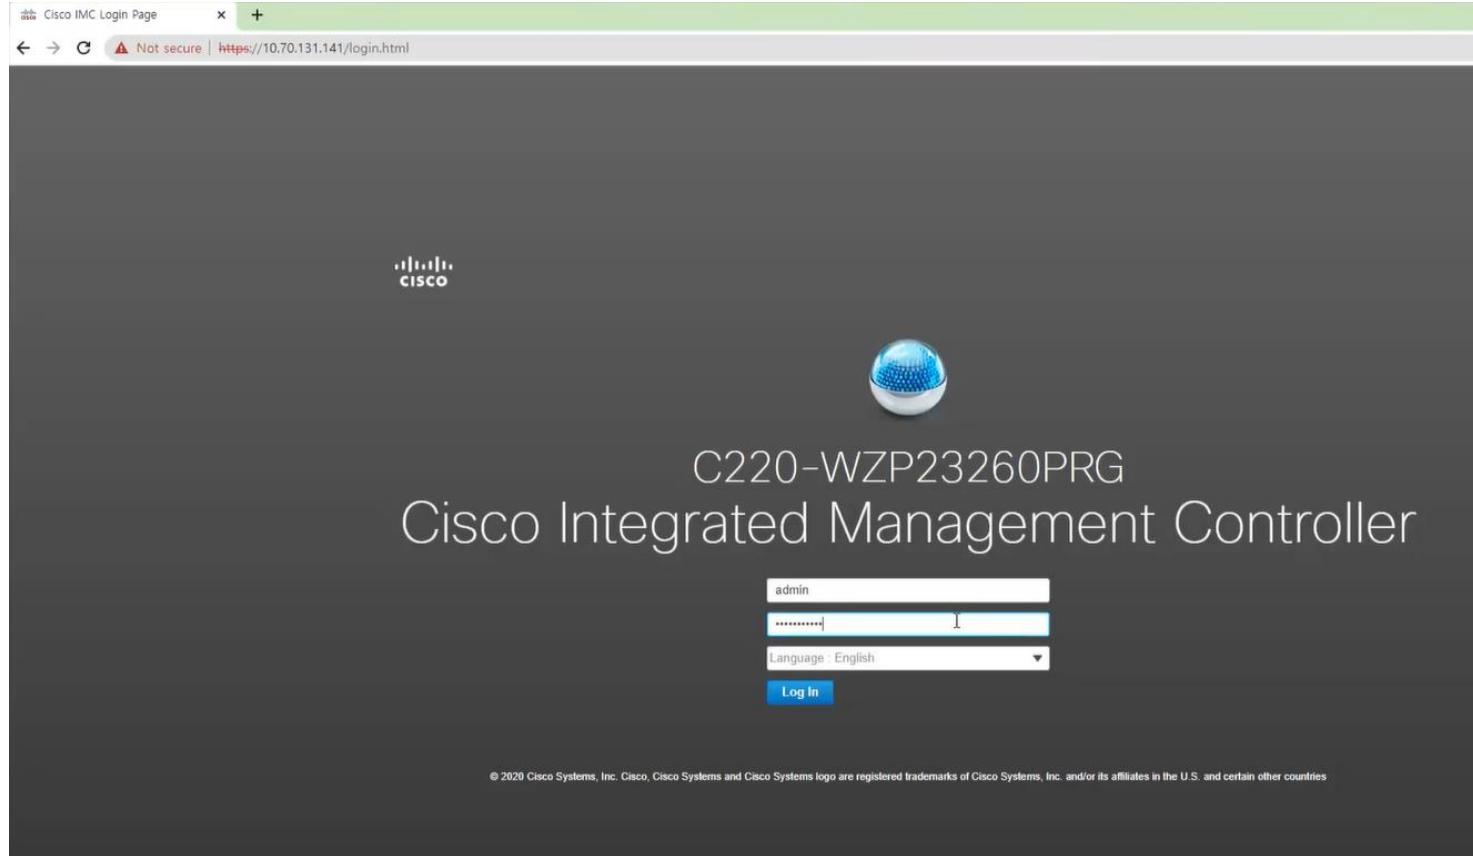 Cisco IMC Login Page
Not secure | https://10.70.131.141/login.html
CISCO
C220-WZP23260PRG
Cisco Integrated Management Controller
admin
Language : English
Log In
© 2020 Cisco Systems, Inc. Cisco, Cisco Systems and Cisco Systems logo are registered trademarks of Cisco Systems, Inc. and/or its affiliates in the U.S. and certain other countries